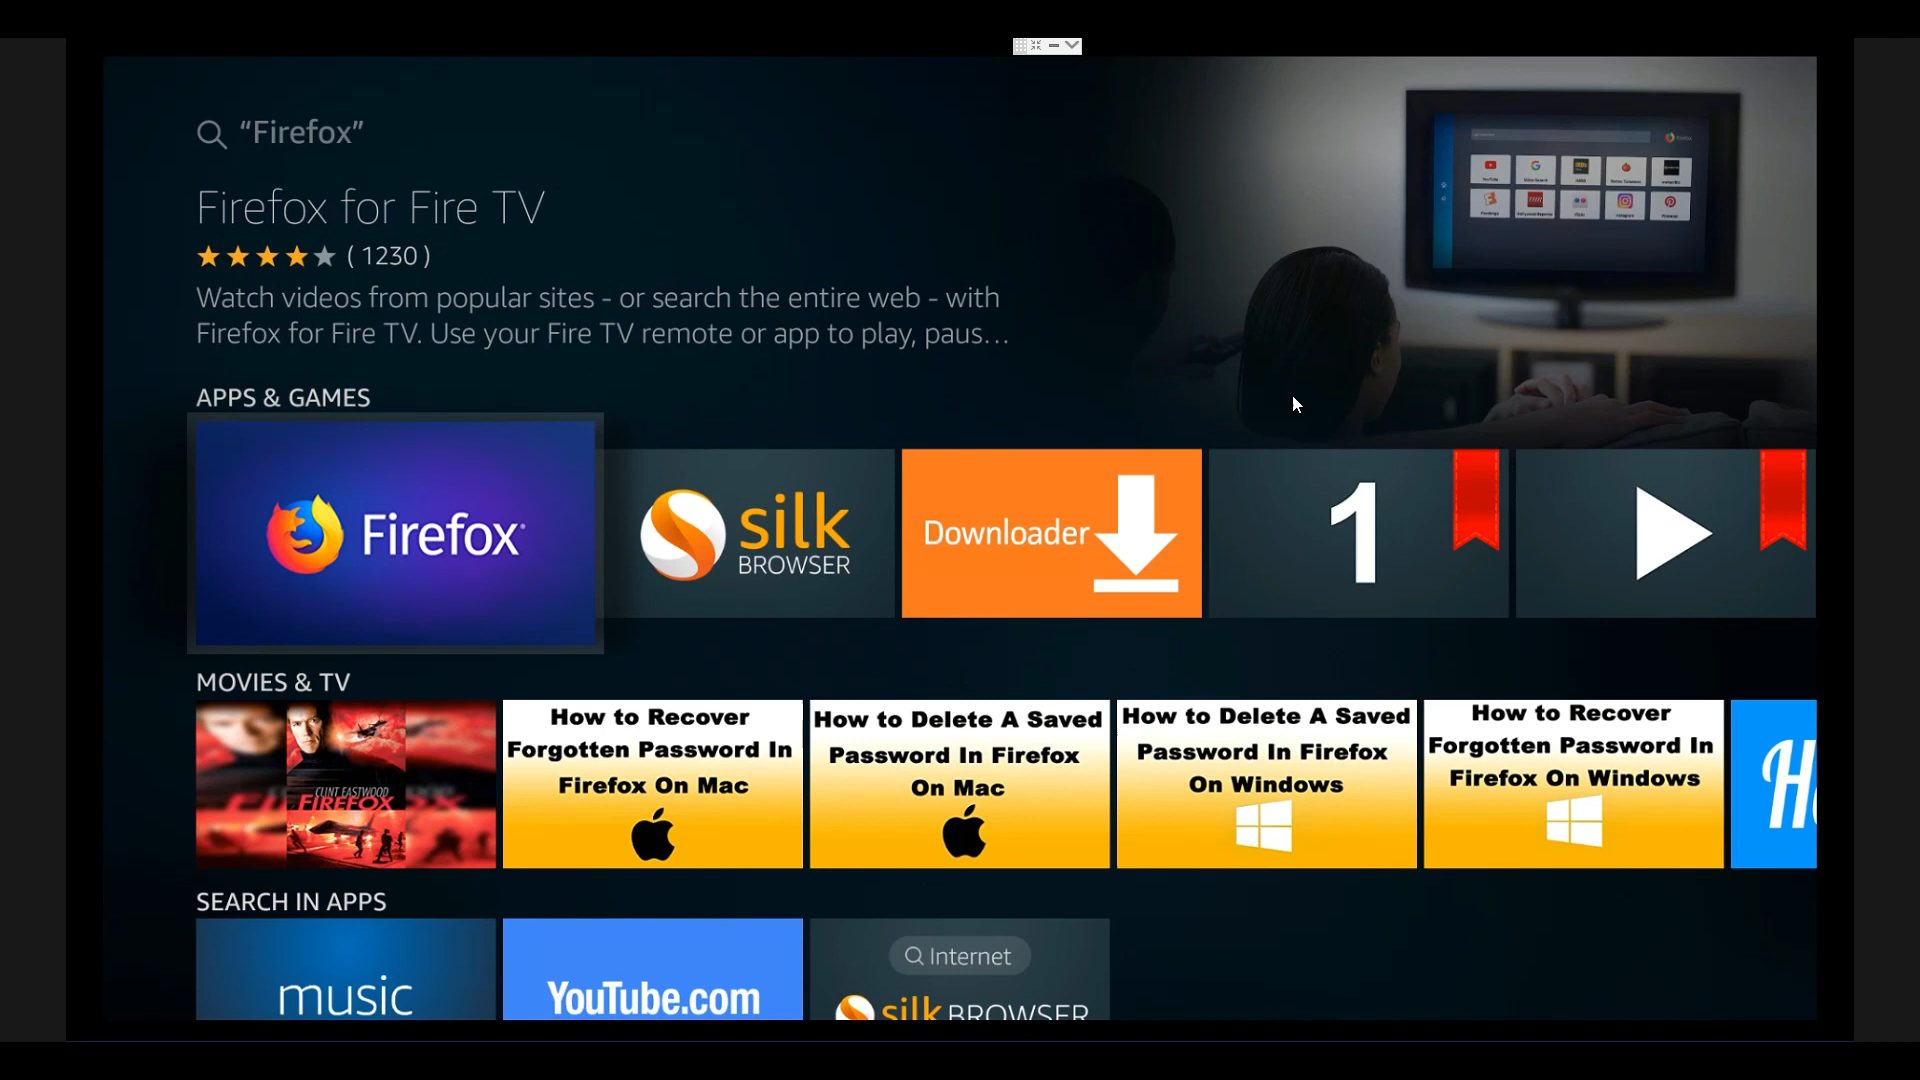 “Firefox”
Firefox for Fire TV
( 1230 )
Watch videos from popular sites - or search the entire web - with
Firefox for Fire TV. Use your Fire TV remote or app to play, paus...
APPS & GAMES
Firefox
silk
BROWSER
Downloader
1
MOVIES & TV
CLINT EASTWOOD
FIREFOX
How to Recover
Forgotten Password In
Firefox On Mac
How to Delete A Saved
Password In Firefox
On Mac
How to Delete A Saved
Password In Firefox
On Windows
How to Recover
Forgotten Password In
Firefox On Windows
SEARCH IN APPS
music
YouTube.com
Internet
silk BROWSER